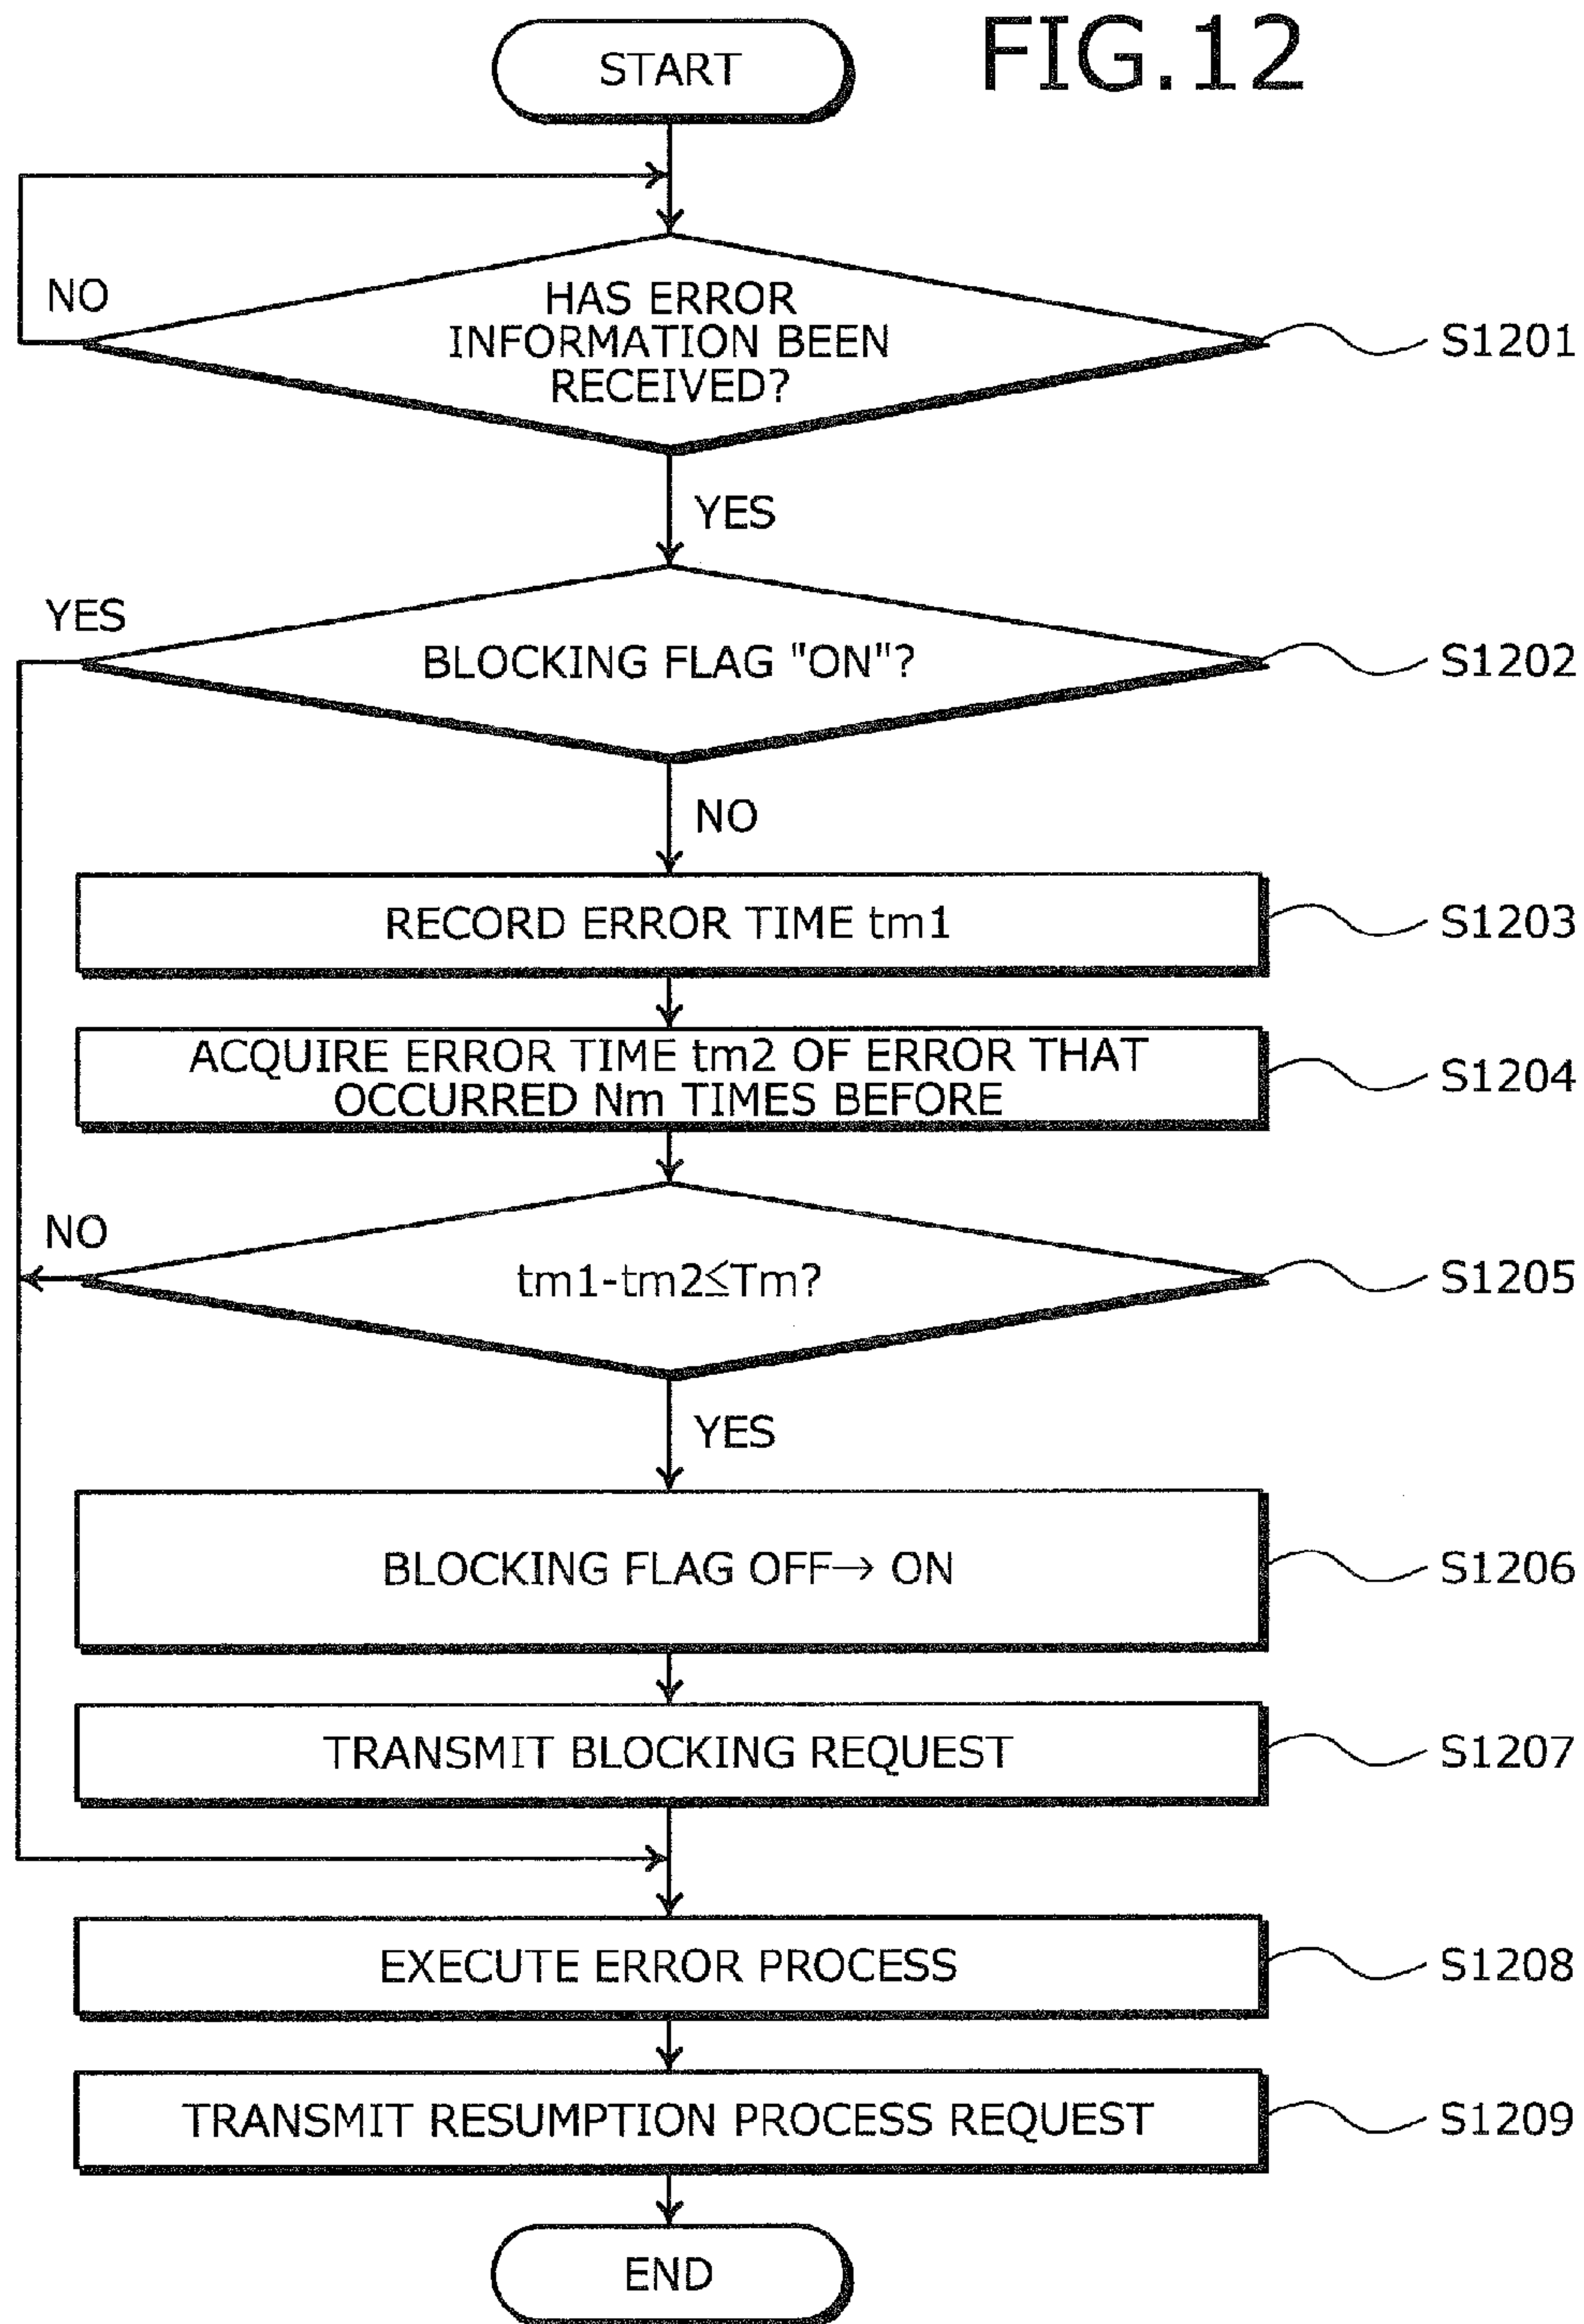 FIG.12
START
NO
HAS ERROR
INFORMATION BEEN
RECEIVED?
S1201
YES
YES
BLOCKING FLAG "ON"?
S1202
NO
RECORD ERROR TIME tm1
S1203
ACQUIRE ERROR TIME tm2 OF ERROR THAT
OCCURRED Nm TIMES BEFORE
S1204
NO
tm1-tm2≤Tm?
S1205
YES
BLOCKING FLAG OFF→ ON
S1206
TRANSMIT BLOCKING REQUEST
S1207
EXECUTE ERROR PROCESS
S1208
TRANSMIT RESUMPTION PROCESS REQUEST
S1209
END